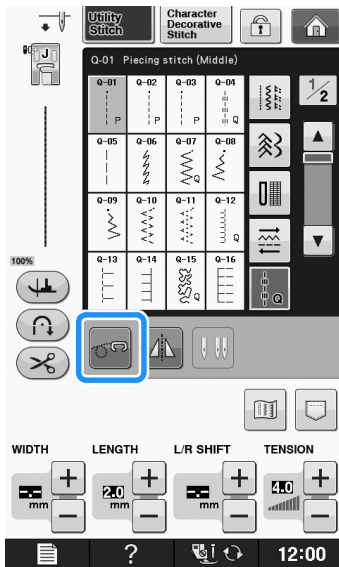 Utility
Stitch
Character
Decorative
Stitch
J
Q-01 Piecing stitch (Middle)
1/2
Q-01 Q-02 Q-03 Q-04
P P P Q
Q-05 Q-06 Q-07 Q-08
Q
Q-09 Q-10 Q-11 Q-12
Q
Q-13 Q-14 Q-15 Q-16
Q
Q
100%
WIDTH LENGTH L/R SHIFT TENSION
-.- mm
2.0 mm
-.- mm
4.0
? 12:00